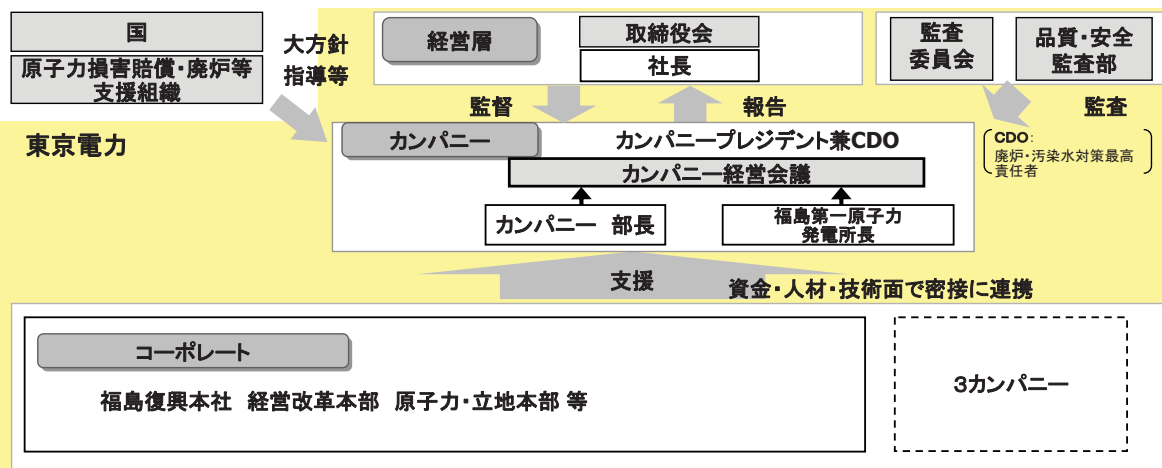 国
原子力損害賠償・廃炉等
支援組織
大方針
指導等
経営層
取締役会
社長
監査
委員会
品質・安全
監査部
監督
報告
監査
東京電力
カンパニー
カンパニープレジデント兼CDO
カンパニー経営会議
カンパニー 部長
福島第一原子力
発電所長
CDO:
廃炉・汚染水対策最高
責任者
支援
資金・人材・技術面で密接に連携
コーポレート
福島復興本社 経営改革本部 原子力・立地本部 等
3カンパニー